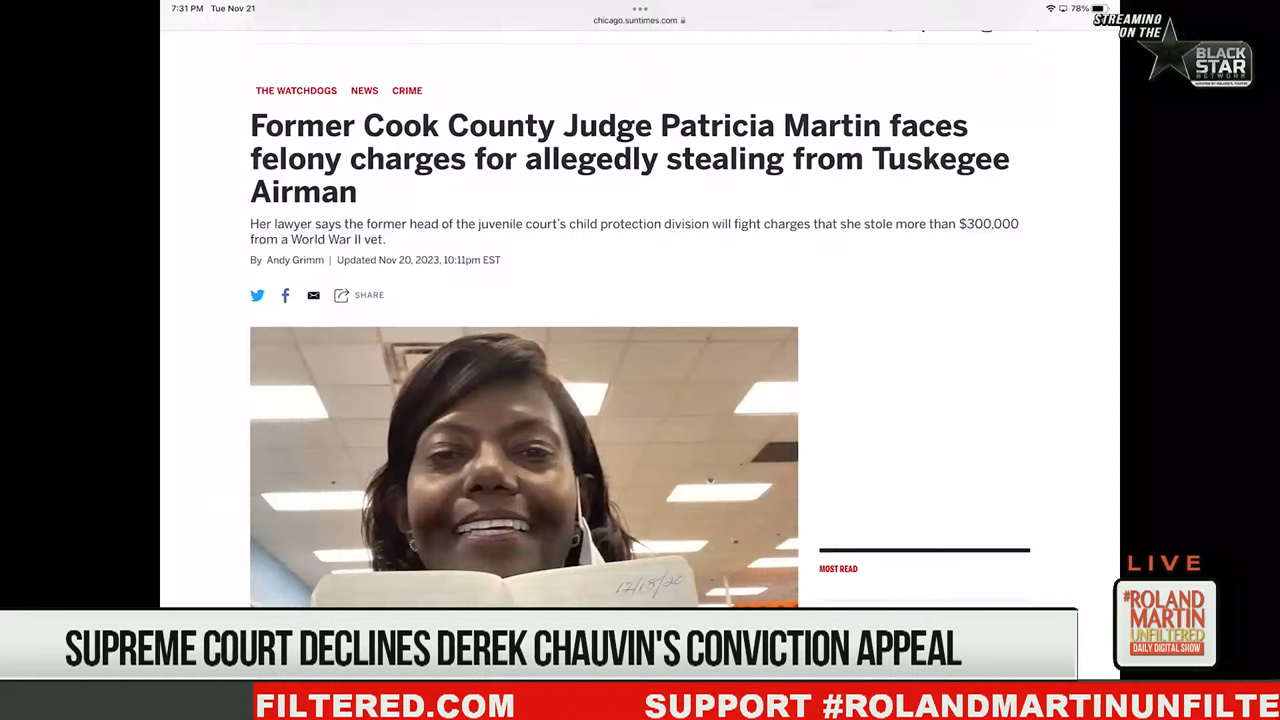 7:31 PM Tue Nov 21
chicago.suntimes.com
78%
STREAMING
ON THE
BLACK
STAR
NETWORK
THE WATCHDOGS NEWS CRIME
Former Cook County Judge Patricia Martin faces
felony charges for allegedly stealing from Tuskegee
Airman
Her lawyer says the former head of the juvenile court's child protection division will fight charges that she stole more than $300,000
from a World War II vet.
By Andy Grimm | Updated Nov 20, 2023, 10:11pm EST
SHARE
12/18/20
MOST READ
LIVE
#ROLAND
MARTIN
UNFILTERED
DAILY DIGITAL SHOW
SUPREME COURT DECLINES DEREK CHAUVIN'S CONVICTION APPEAL
FILTERED.COM SUPPORT #ROLANDMARTINUNFILTE